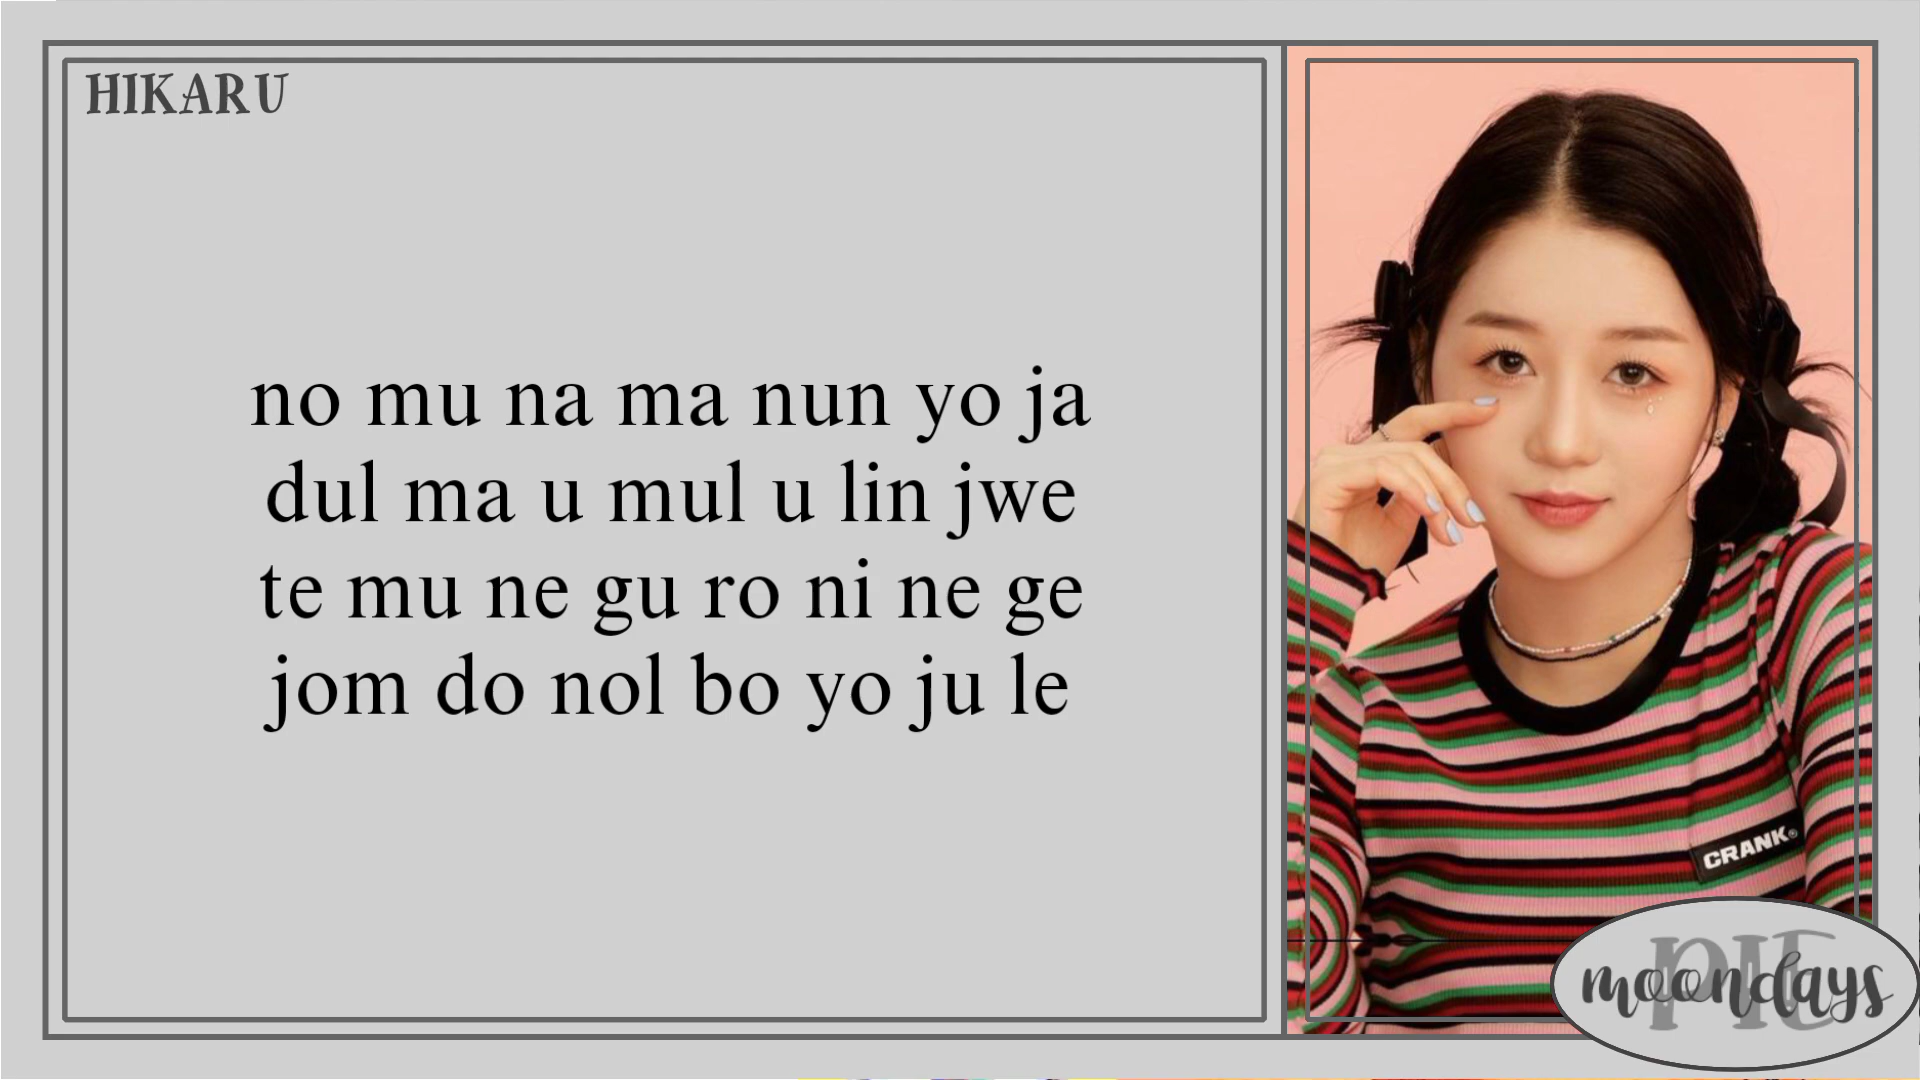 HIKARU
no mu na ma nun yo ja
dul ma u mul u lin jwe
te mu ne gu ro ni ne ge
jom do nol bo yo ju le
CRANK®
PIT
moondays